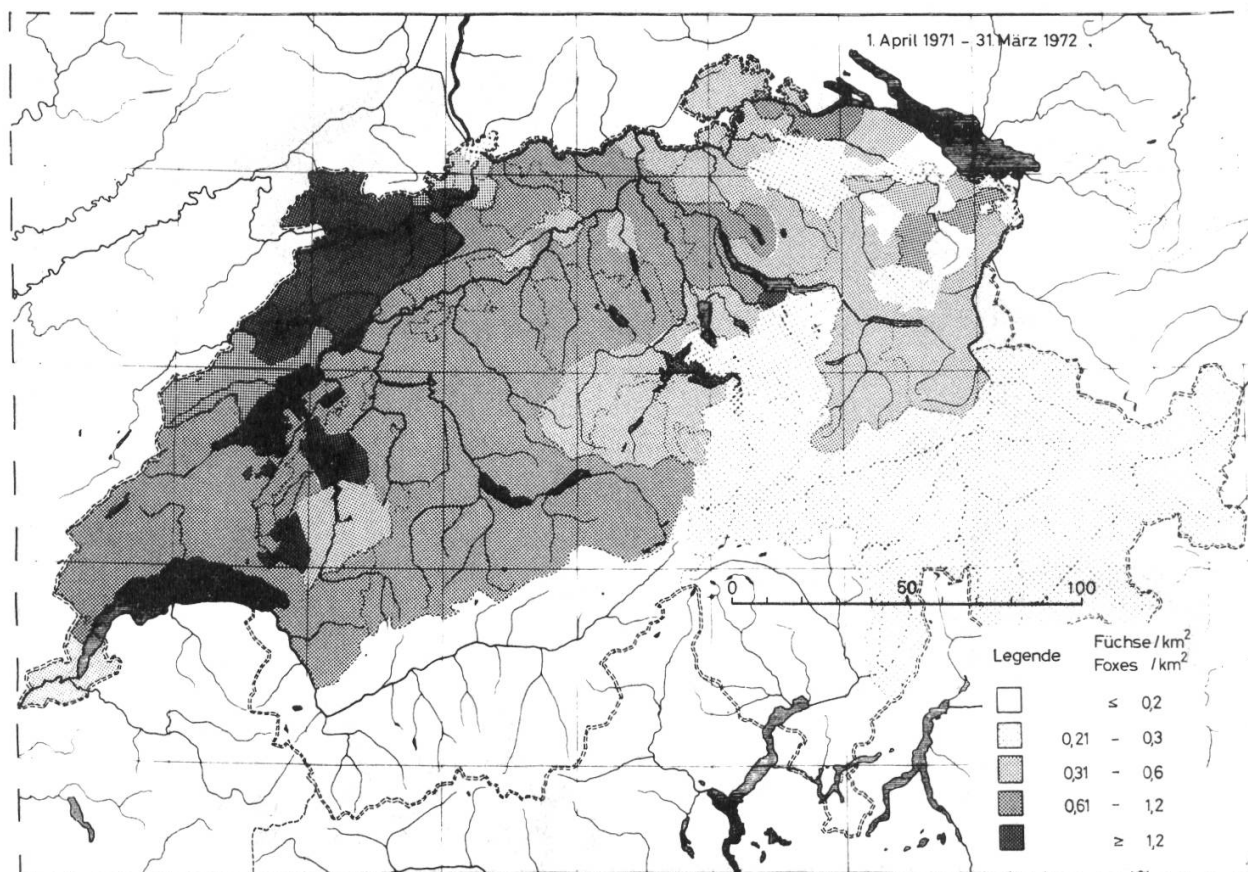 1. April 1971 – 31. März 1972
0 50 100
Legende
Füchse / km²
Foxes / km²
≤ 0,2
0,21 – 0,3
0,31 – 0,6
0,61 – 1,2
≥ 1,2